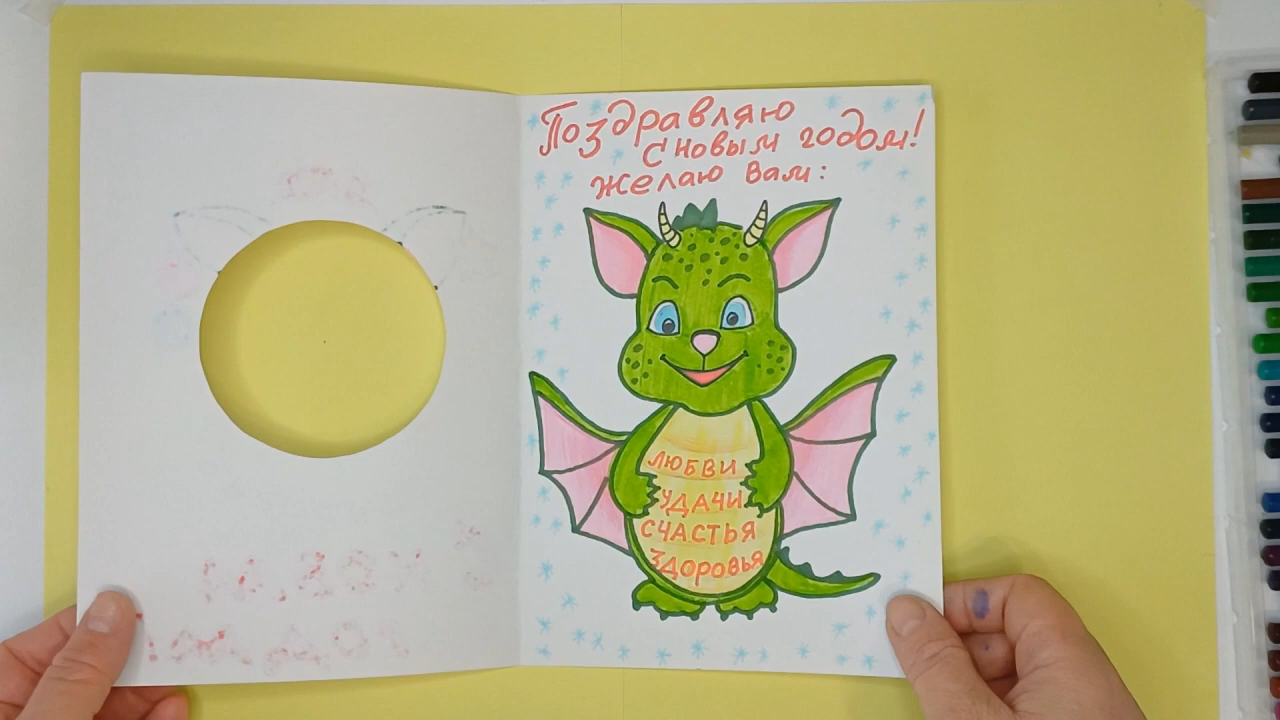 Поздравляю
с новым годом!
желаю вам:
ЛЮБВИ
УДАЧИ
СЧАСТЬЯ
ЗДОРОВЬЯ